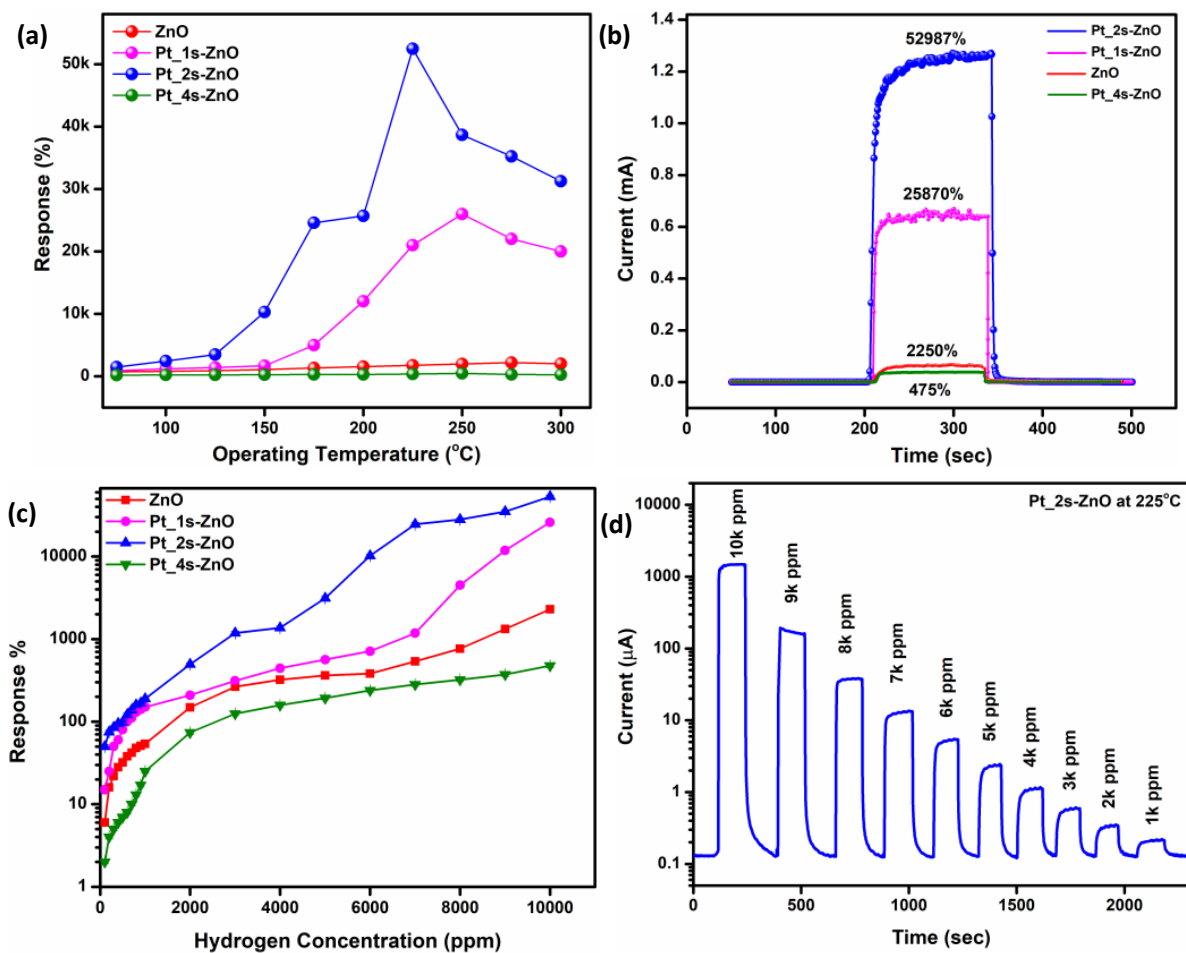 (a)
ZnO
Pt_1s-ZnO
Pt_2s-ZnO
Pt_4s-ZnO
50k
40k
30k
20k
10k
0
Response (%)
100 150 200 250 300
Operating Temperature (°C)
(b)
52987%
Pt_2s-ZnO
Pt_1s-ZnO
ZnO
Pt_4s-ZnO
25870%
2250%
475%
1.4
1.2
1.0
0.8
0.6
0.4
0.2
0.0
Current (mA)
0 100 200 300 400 500
Time (sec)
(c)
ZnO
Pt_1s-ZnO
Pt_2s-ZnO
Pt_4s-ZnO
10000
1000
100
10
1
Response %
0 2000 4000 6000 8000 10000
Hydrogen Concentration (ppm)
(d)
Pt_2s-ZnO at 225°C
10k ppm
9k ppm
8k ppm
7k ppm
6k ppm
5k ppm
4k ppm
3k ppm
2k ppm
1k ppm
10000
1000
100
10
1
0.1
Current (μA)
0 500 1000 1500 2000
Time (sec)